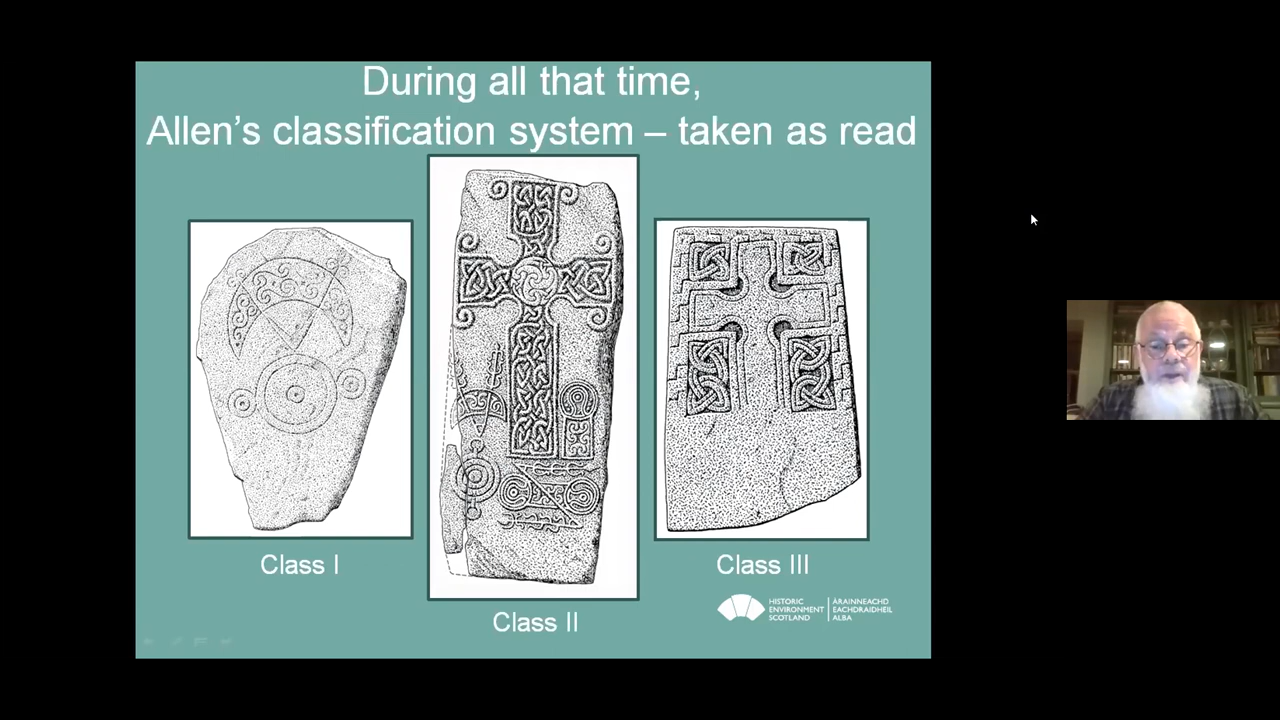 During all that time,
Allen’s classification system – taken as read
Class I
Class II
Class III
HISTORIC
ENVIRONMENT
SCOTLAND
ÀRAINNEACHD
EACHDRAIDHEIL
ALBA